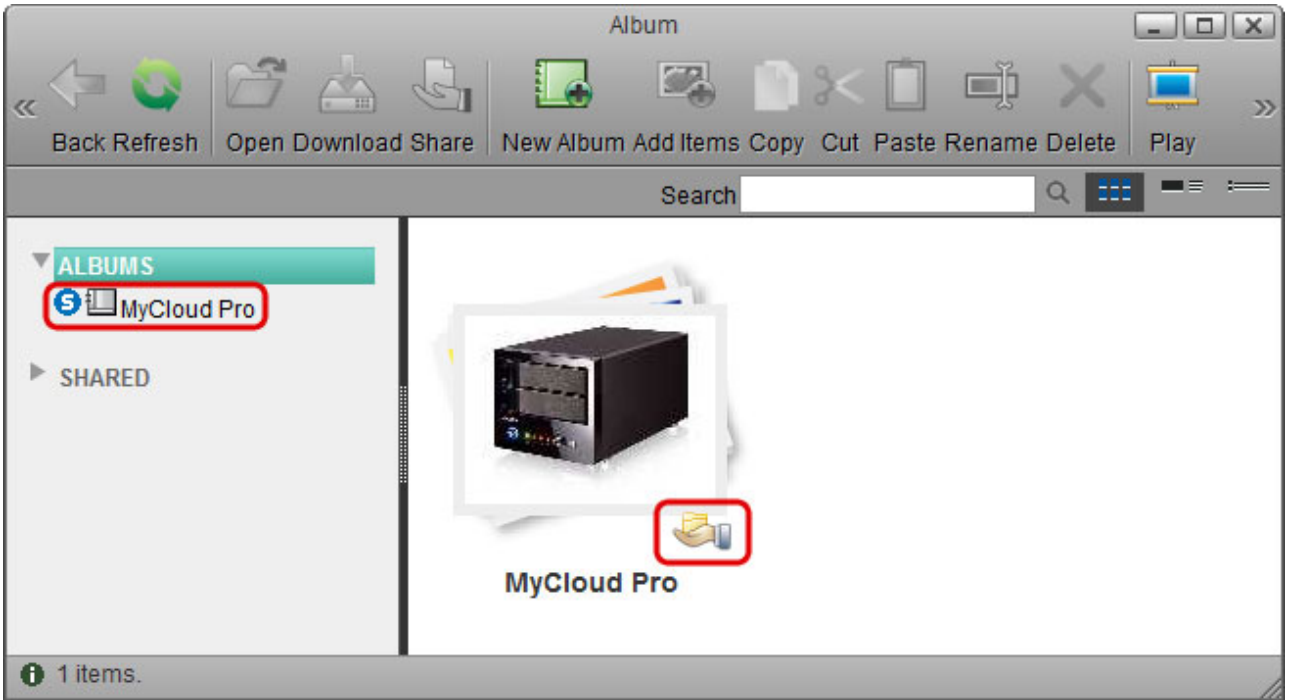 Album
Back Refresh Open Download Share New Album Add Items Copy Cut Paste Rename Delete Play
Search
ALBUMS
S MyCloud Pro
SHARED
MyCloud Pro
1 items.